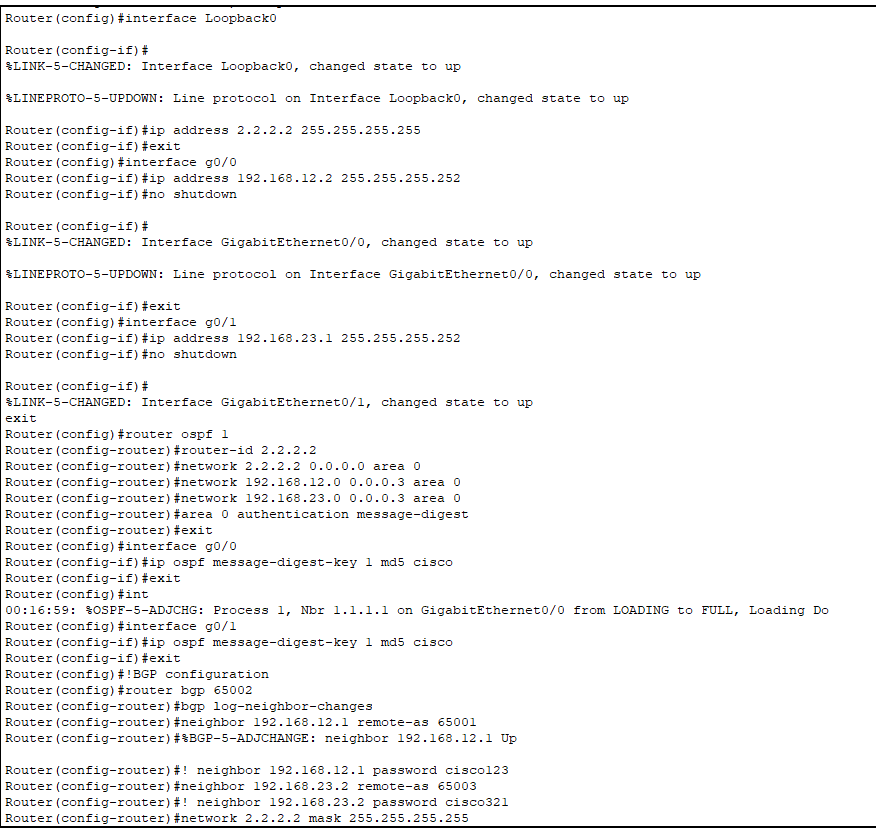 Router(config)#interface Loopback0
Router(config-if)#
%LINK-5-CHANGED: Interface Loopback0, changed state to up
%LINEPROTO-5-UPDOWN: Line protocol on Interface Loopback0, changed state to up
Router(config-if)#ip address 2.2.2.2 255.255.255.255
Router(config-if)#exit
Router(config)#interface g0/0
Router(config-if)#ip address 192.168.12.2 255.255.255.252
Router(config-if)#no shutdown
Router(config-if)#
%LINK-5-CHANGED: Interface GigabitEthernet0/0, changed state to up
%LINEPROTO-5-UPDOWN: Line protocol on Interface GigabitEthernet0/0, changed state to up
Router(config-if)#exit
Router(config)#interface g0/1
Router(config-if)#ip address 192.168.23.1 255.255.255.252
Router(config-if)#no shutdown
Router(config-if)#
%LINK-5-CHANGED: Interface GigabitEthernet0/1, changed state to up
exit
Router(config)#router ospf 1
Router(config-router)#router-id 2.2.2.2
Router(config-router)#network 2.2.2.2 0.0.0.0 area 0
Router(config-router)#network 192.168.12.0 0.0.0.3 area 0
Router(config-router)#network 192.168.23.0 0.0.0.3 area 0
Router(config-router)#area 0 authentication message-digest
Router(config-router)#exit
Router(config)#interface g0/0
Router(config-if)#ip ospf message-digest-key 1 md5 cisco
Router(config-if)#exit
Router(config)#int
00:16:59: %OSPF-5-ADJCHG: Process 1, Nbr 1.1.1.1 on GigabitEthernet0/0 from LOADING to FULL, Loading Do
Router(config)#interface g0/1
Router(config-if)#ip ospf message-digest-key 1 md5 cisco
Router(config-if)#exit
Router(config)#!BGP configuration
Router(config)#router bgp 65002
Router(config-router)#bgp log-neighbor-changes
Router(config-router)#neighbor 192.168.12.1 remote-as 65001
Router(config-router)#%BGP-5-ADJCHANGE: neighbor 192.168.12.1 Up
Router(config-router)#! neighbor 192.168.12.1 password cisco123
Router(config-router)#neighbor 192.168.23.2 remote-as 65003
Router(config-router)#! neighbor 192.168.23.2 password cisco321
Router(config-router)#network 2.2.2.2 mask 255.255.255.255